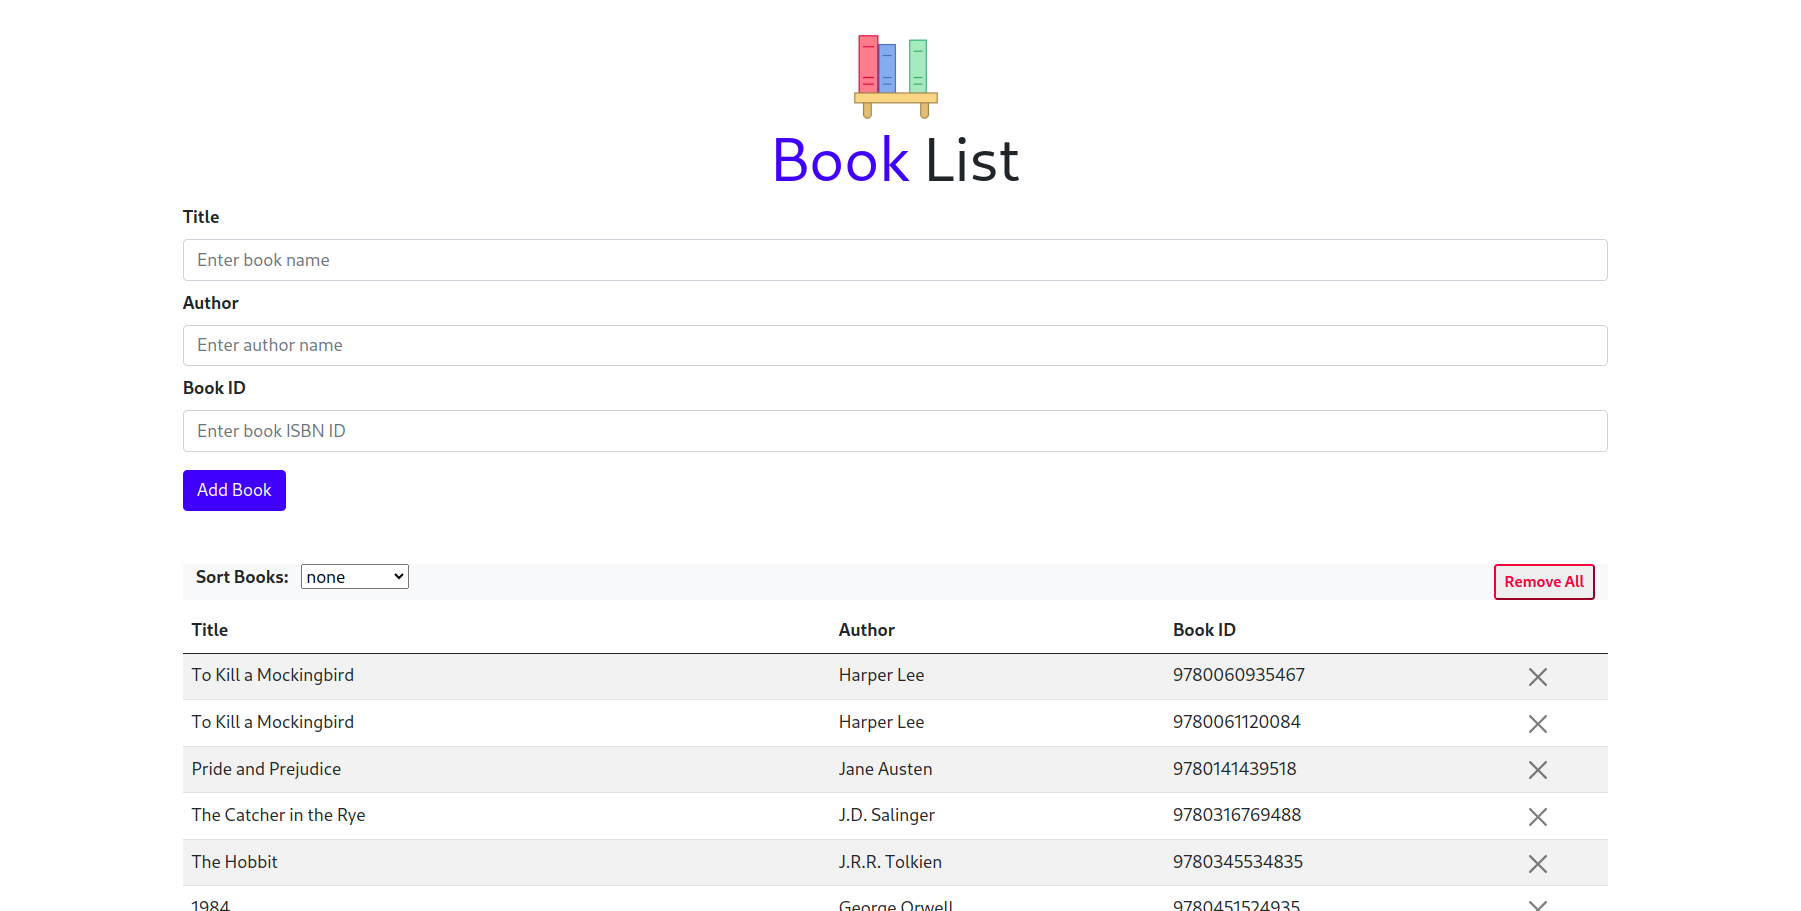 Book List
Title
Enter book name
Author
Enter author name
Book ID
Enter book ISBN ID
Add Book
Sort Books: none Remove All
Title Author Book ID
To Kill a Mockingbird Harper Lee 9780060935467
To Kill a Mockingbird Harper Lee 9780061120084
Pride and Prejudice Jane Austen 9780141439518
The Catcher in the Rye J.D. Salinger 9780316769488
The Hobbit J.R.R. Tolkien 9780345534835
1984 George Orwell 9780451524935